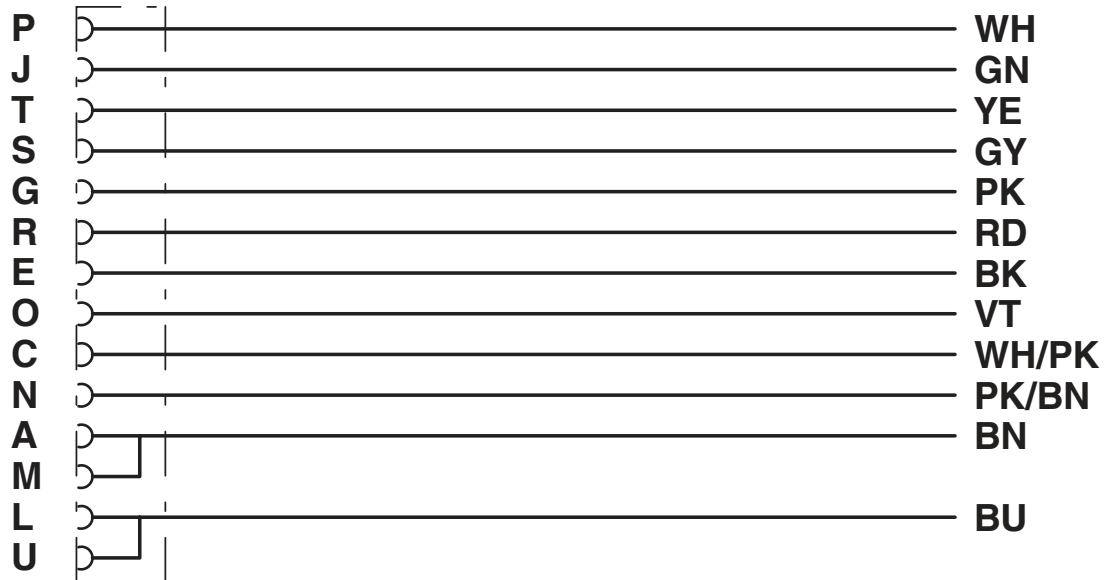 P WH
J GN
T YE
S GY
G PK
R RD
E BK
O VT
C WH/PK
N PK/BN
A BN
M
L BU
U